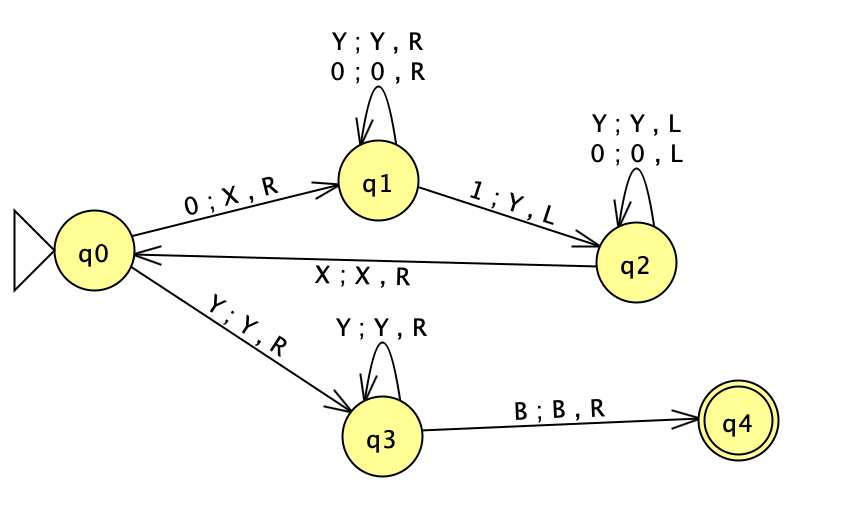 Y;Y,R
0;0,R
q1
Y;Y,L
0;0,L
0;X,R
1;Y,L
q0
q2
X;X,R
Y;Y,R
Y;Y,R
q3
B;B,R
q4